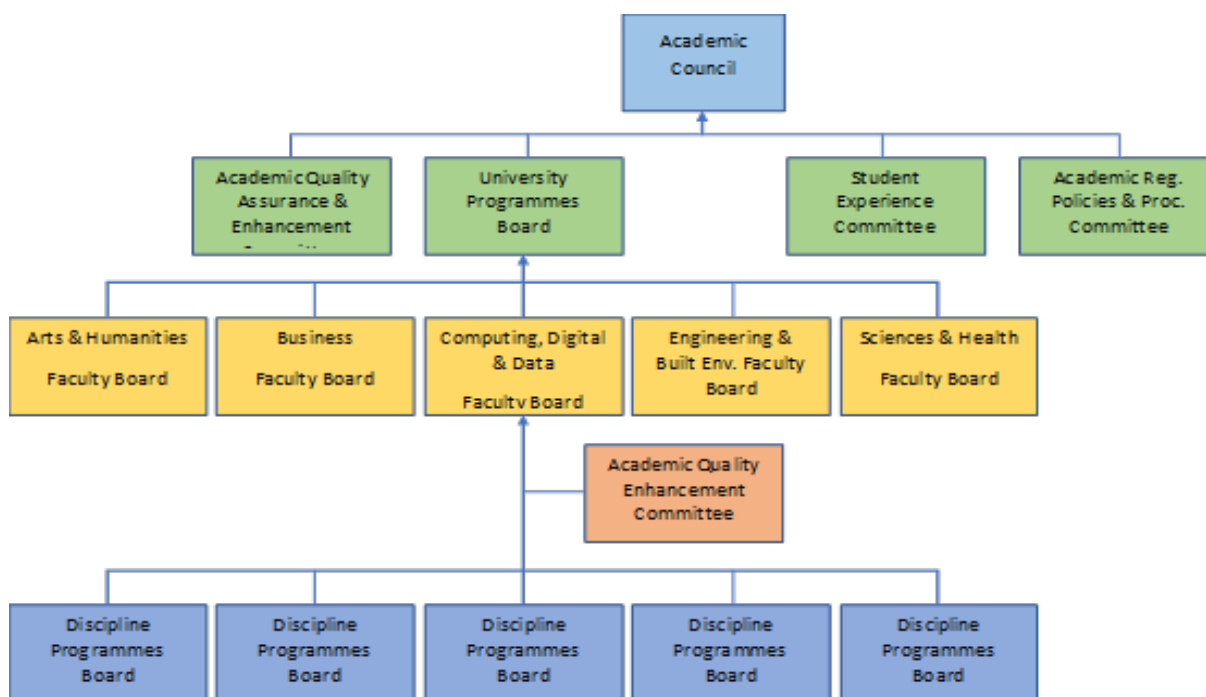 Academic
Council
Academic Quality
Assurance &
Enhancement
University
Programmes
Board
Student
Experience
Committee
Academic Reg.
Policies & Proc.
Committee
Arts & Humanities
Faculty Board
Business
Faculty Board
Computing, Digital
& Data
Faculty Board
Engineering &
Built Env. Faculty
Board
Sciences & Health
Faculty Board
Academic Quality
Enhancement
Committee
Discipline
Programmes
Board
Discipline
Programmes
Board
Discipline
Programmes
Board
Discipline
Programmes
Board
Discipline
Programmes
Board